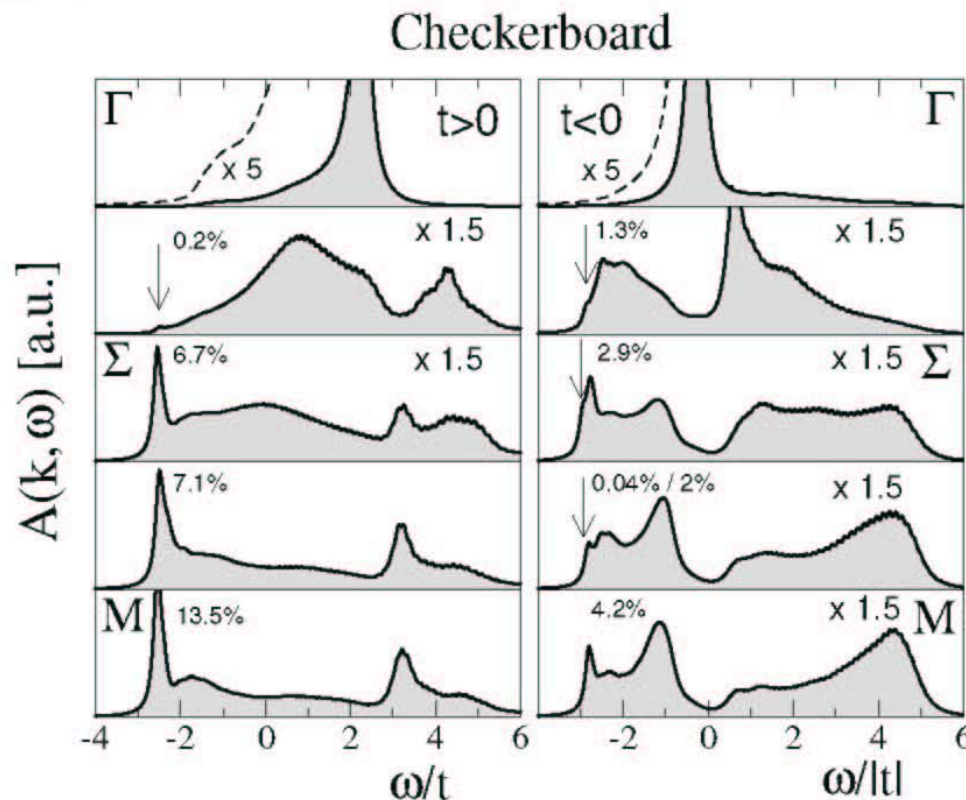 Checkerboard
Γ t>0 t<0 Γ
x 5 x 5
0.2% x 1.5 1.3% x 1.5
Σ 6.7% x 1.5 2.9% x 1.5 Σ
7.1% 0.04% / 2% x 1.5
M 13.5% 4.2% x 1.5 M
A(k,ω) [a.u.]
-4 -2 0 2 4 6 -2 0 2 4 6
ω/t ω/|t|